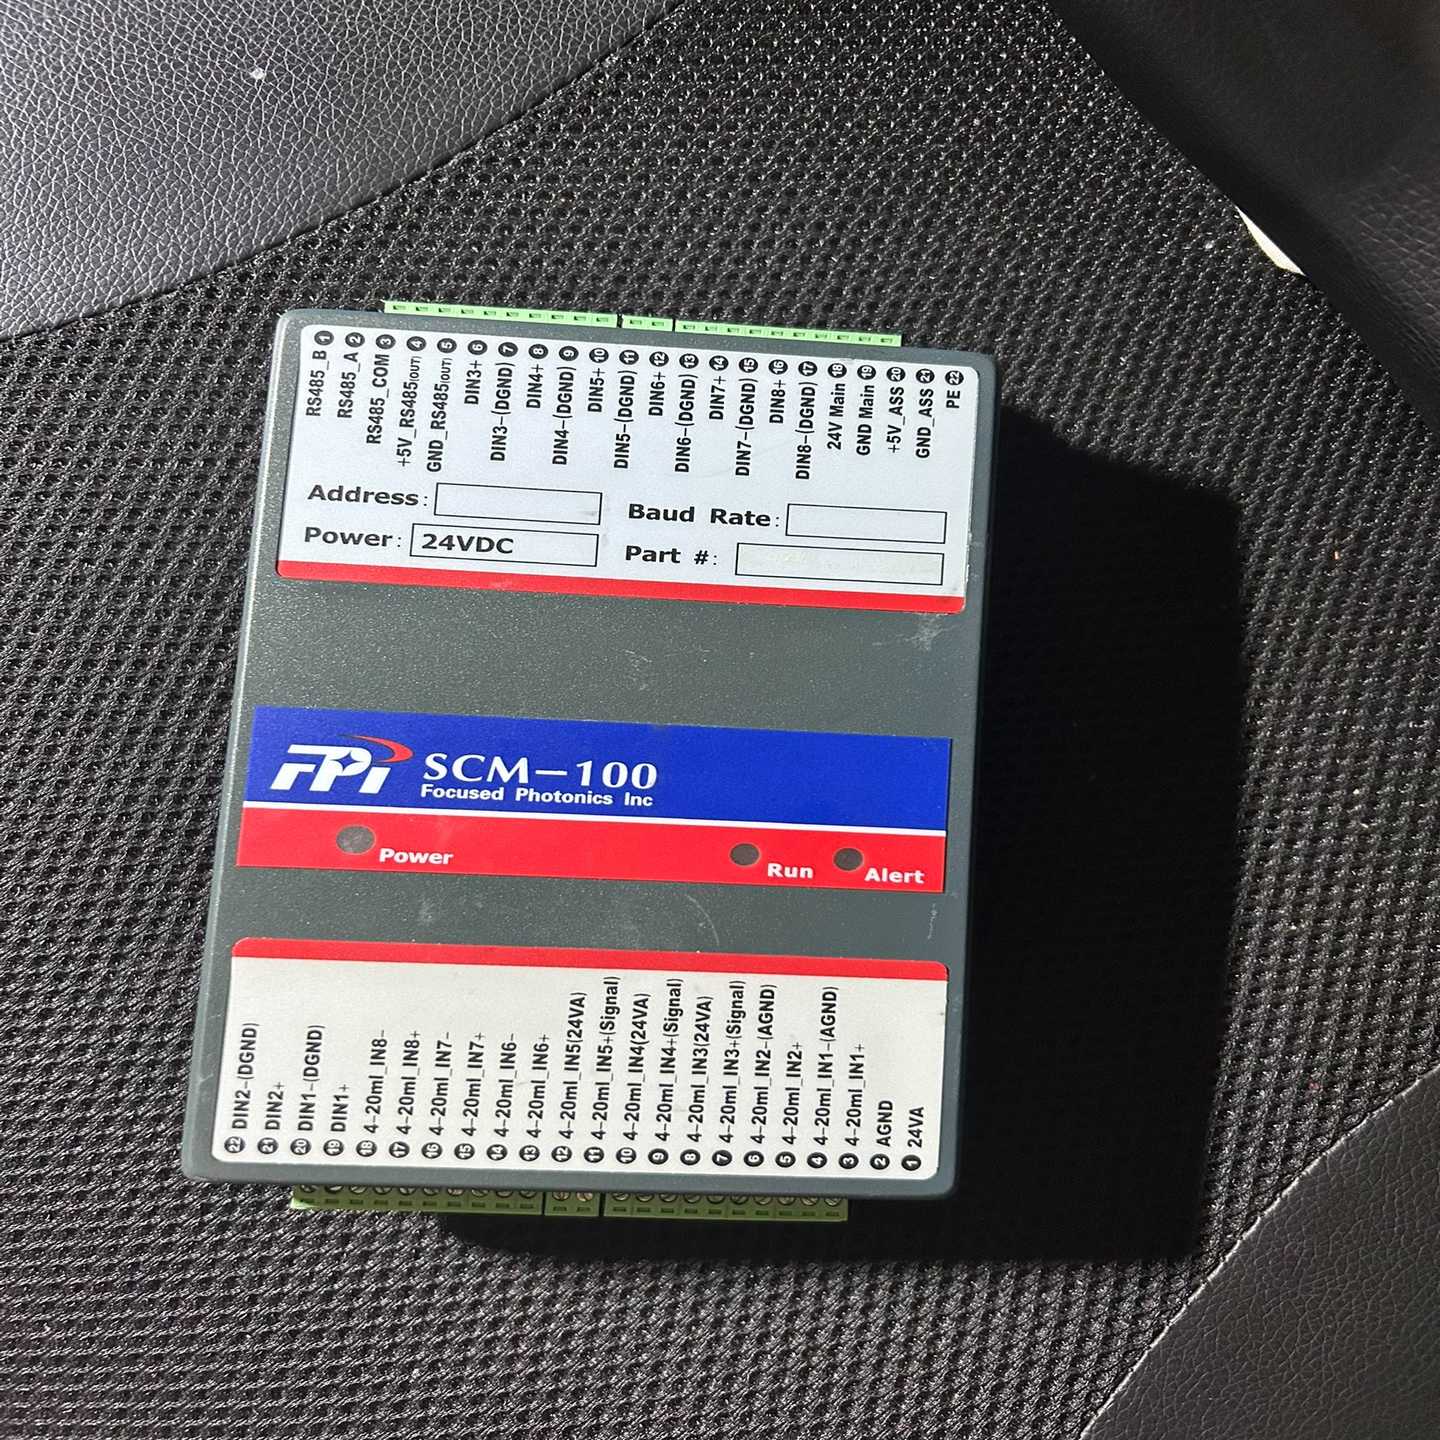 RS485_B 1
RS485_A 2
RS485_COM 3
+5V_RS485(OUT) 4
GND_RS485(OUT) 5
DIN3+ 6
DIN3-(DGND) 7
DIN4+ 8
DIN4-(DGND) 9
DIN5+ 10
DIN5-(DGND) 11
DIN6+ 12
DIN6-(DGND) 13
DIN7+ 14
DIN7-(DGND) 15
DIN8+ 16
DIN8-(DGND) 17
24V Main 18
GND Main 19
+5V_ASS 20
GND_ASS 21
PE 22
Address:
Baud Rate:
Power: 24VDC
Part #:
FPI SCM-100
Focused Photonics Inc
Power
Run
Alert
22 DIN2-(DGND)
21 DIN2+
20 DIN1-(DGND)
19 DIN1+
18 4-20ml_IN8-
17 4-20ml_IN8+
16 4-20ml_IN7-
15 4-20ml_IN7+
14 4-20ml_IN6-
13 4-20ml_IN6+
12 4-20ml_IN5(24VA)
11 4-20ml_IN5+(Signal)
10 4-20ml_IN4(24VA)
9 4-20ml_IN4+(Signal)
8 4-20ml_IN3(24VA)
7 4-20ml_IN3+(Signal)
6 4-20ml_IN2-(AGND)
5 4-20ml_IN2+
4 4-20ml_IN1-(AGND)
3 4-20ml_IN1+
2 AGND
1 24VA